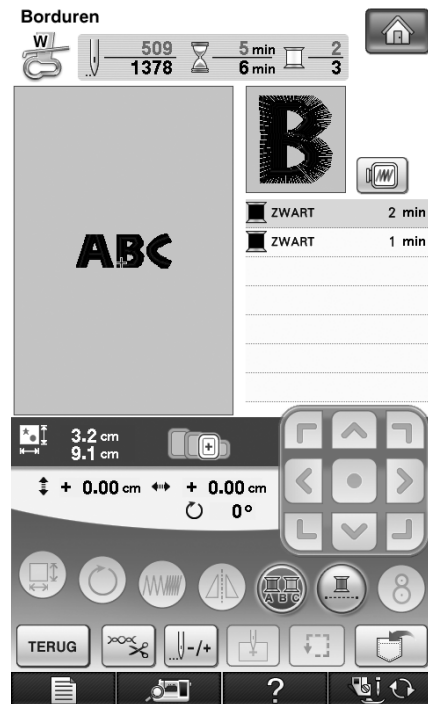 Borduren
W
509 5 min 2
1378 6 min 3
B
ZWART 2 min
ZWART 1 min
ABC
3.2 cm
9.1 cm
+ 0.00 cm + 0.00 cm
0°
ABC
8
TERUG -/+
?